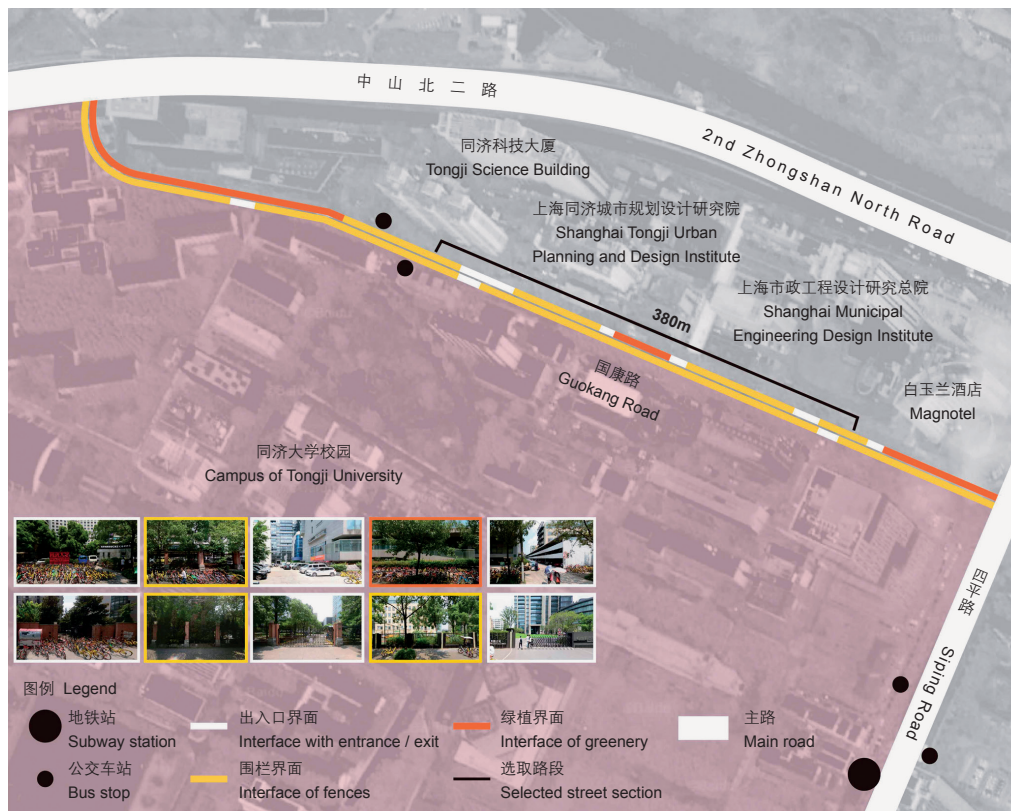 中山北二路
2nd Zhongshan North Road
同济科技大厦
Tongji Science Building
上海同济城市规划设计研究院
Shanghai Tongji Urban
Planning and Design Institute
上海市政工程设计研究总院
Shanghai Municipal
Engineering Design Institute
380m
国康路
Guokang Road
白玉兰酒店
Magnotel
同济大学校园
Campus of Tongji University
四平路
Siping Road
图例 Legend
地铁站
Subway station
出入口界面
Interface with entrance / exit
绿植界面
Interface of greenery
主路
Main road
公交车站
Bus stop
围栏界面
Interface of fences
选取路段
Selected street section